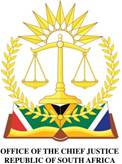 OFFICE OF THE CHIEF JUSTICE
REPUBLIC OF SOUTH AFRICA